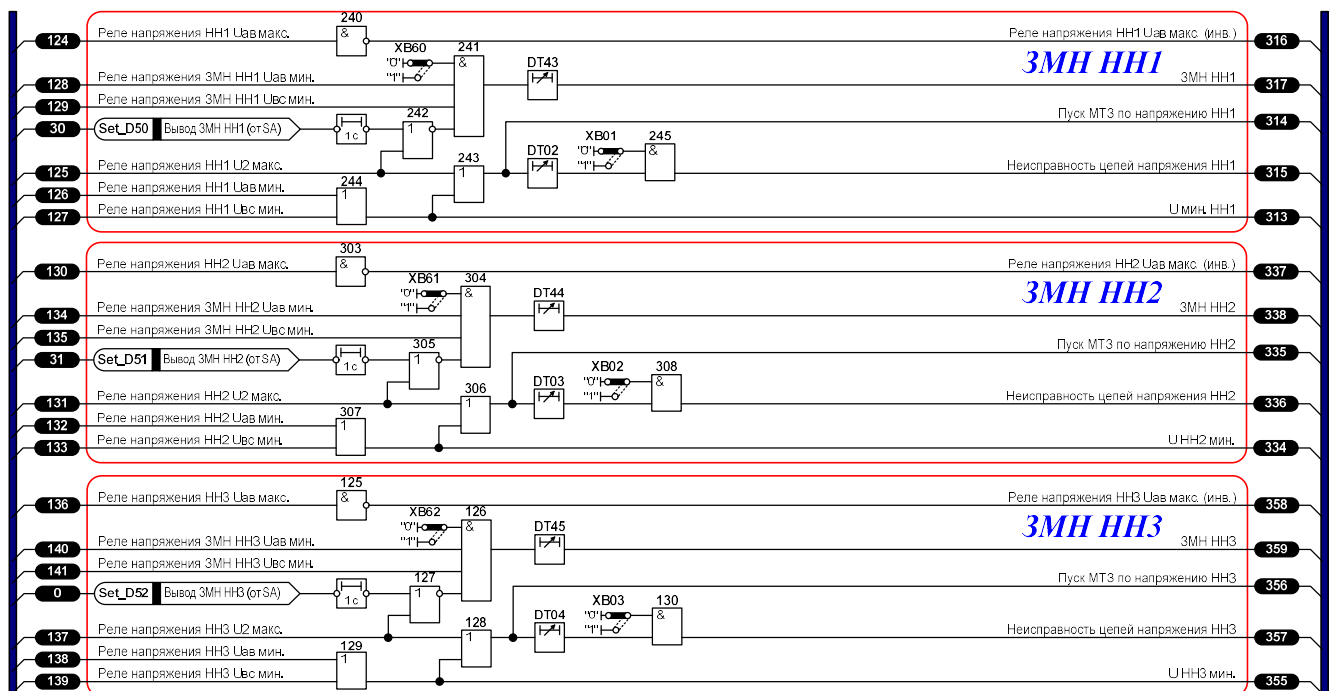 240
124 Реле напряжения НН1 Uав макс. & Реле напряжения НН1 Uав макс. (инв.) 316
ХВ60 241 ЗМН НН1
"0" & DT43
"1"
128 Реле напряжения ЗМН НН1 Uав мин. ЗМН НН1 317
129 Реле напряжения ЗМН НН1 Uвс мин.
242 Пуск МТЗ по напряжению НН1 314
30 Set_D50 Вывод ЗМН НН1 (от SA) 1с 1
ХВ01 245
243 DT02 "0" &
"1"
125 Реле напряжения НН1 U2 макс. 1 Неисправность цепей напряжения НН1 315
244
126 Реле напряжения НН1 Uав мин. 1
127 Реле напряжения НН1 Uвс мин. U мин. НН1 313
303
130 Реле напряжения НН2 Uав макс. & Реле напряжения НН2 Uав макс. (инв.) 337
ХВ61 304 ЗМН НН2
"0" & DT44
"1"
134 Реле напряжения ЗМН НН2 Uав мин. ЗМН НН2 338
135 Реле напряжения ЗМН НН2 Uвс мин.
305 Пуск МТЗ по напряжению НН2 335
31 Set_D51 Вывод ЗМН НН2 (от SA) 1с 1
ХВ02 308
306 DT03 "0" &
"1"
131 Реле напряжения НН2 U2 макс. 1 Неисправность цепей напряжения НН2 336
307
132 Реле напряжения НН2 Uав мин. 1
133 Реле напряжения НН2 Uвс мин. U НН2 мин. 334
125
136 Реле напряжения НН3 Uав макс. & Реле напряжения НН3 Uав макс. (инв.) 358
ХВ62 126 ЗМН НН3
"0" & DT45
"1"
140 Реле напряжения ЗМН НН3 Uав мин. ЗМН НН3 359
141 Реле напряжения ЗМН НН3 Uвс мин.
127 Пуск МТЗ по напряжению НН3 356
0 Set_D52 Вывод ЗМН НН3 (от SA) 1с 1
ХВ03 130
128 DT04 "0" &
"1"
137 Реле напряжения НН3 U2 макс. 1 Неисправность цепей напряжения НН3 357
129
138 Реле напряжения НН3 Uав мин. 1
139 Реле напряжения НН3 Uвс мин. U НН3 мин. 355